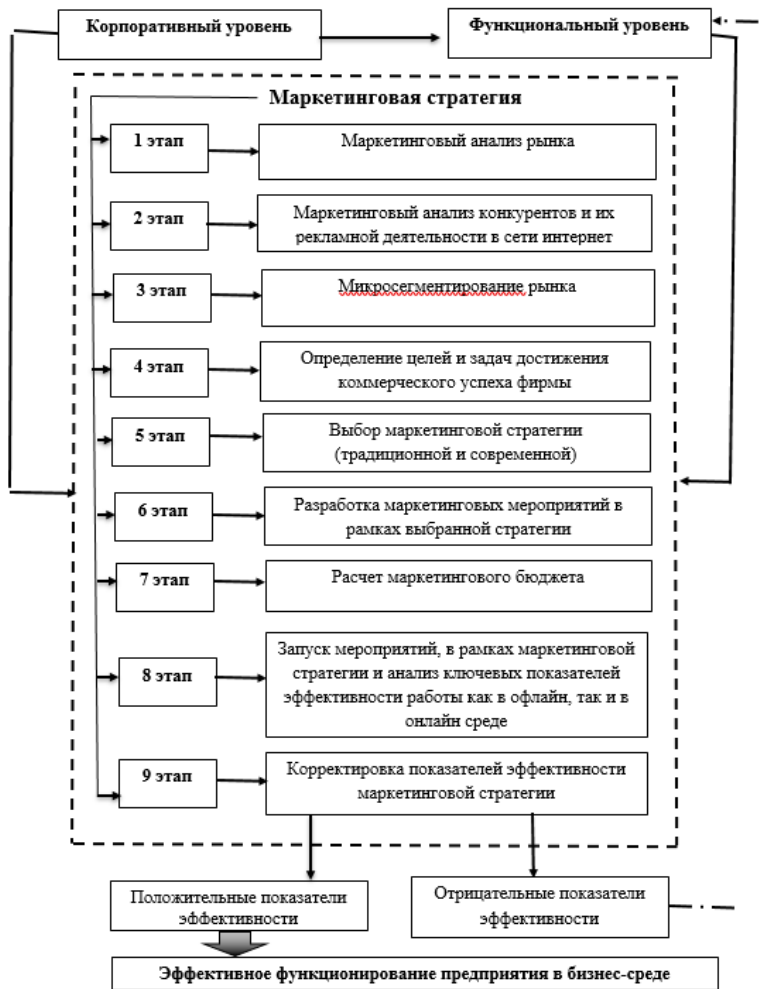 Корпоративный уровень
Функциональный уровень
Маркетинговая стратегия
1 этап
Маркетинговый анализ рынка
2 этап
Маркетинговый анализ конкурентов и их
рекламной деятельности в сети интернет
3 этап
Микросегментирование рынка
4 этап
Определение целей и задач достижения
коммерческого успеха фирмы
5 этап
Выбор маркетинговой стратегии
(традиционной и современной)
6 этап
Разработка маркетинговых мероприятий в
рамках выбранной стратегии
7 этап
Расчет маркетингового бюджета
8 этап
Запуск мероприятий, в рамках маркетинговой
стратегии и анализ ключевых показателей
эффективности работы как в офлайн, так и в
онлайн среде
9 этап
Корректировка показателей эффективности
маркетинговой стратегии
Положительные показатели
эффективности
Отрицательные показатели
эффективности
Эффективное функционирование предприятия в бизнес-среде